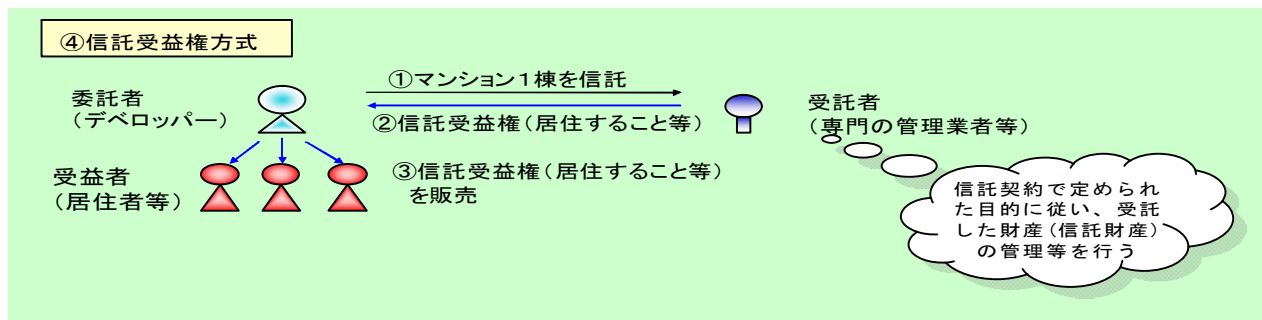 ④信託受益権方式
①マンション１棟を信託
委託者
（デベロッパー）
②信託受益権（居住すること等）
受託者
（専門の管理業者等）
受益者
（居住者等）
③信託受益権（居住すること等）
を販売
信託契約で定められ
た目的に従い、受託
した財産（信託財産）
の管理等を行う